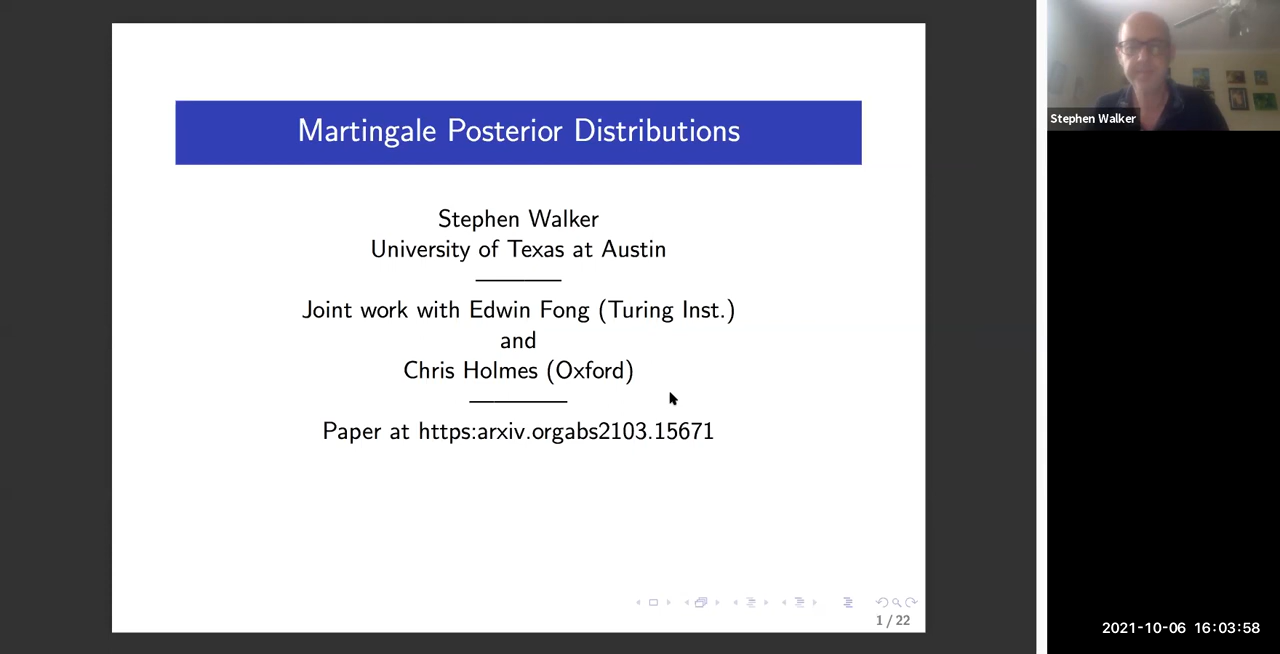 Martingale Posterior Distributions
Stephen Walker
University of Texas at Austin
Joint work with Edwin Fong (Turing Inst.)
and
Chris Holmes (Oxford)
Paper at https:arxiv.orgabs2103.15671
1 / 22
Stephen Walker
2021-10-06 16:03:58